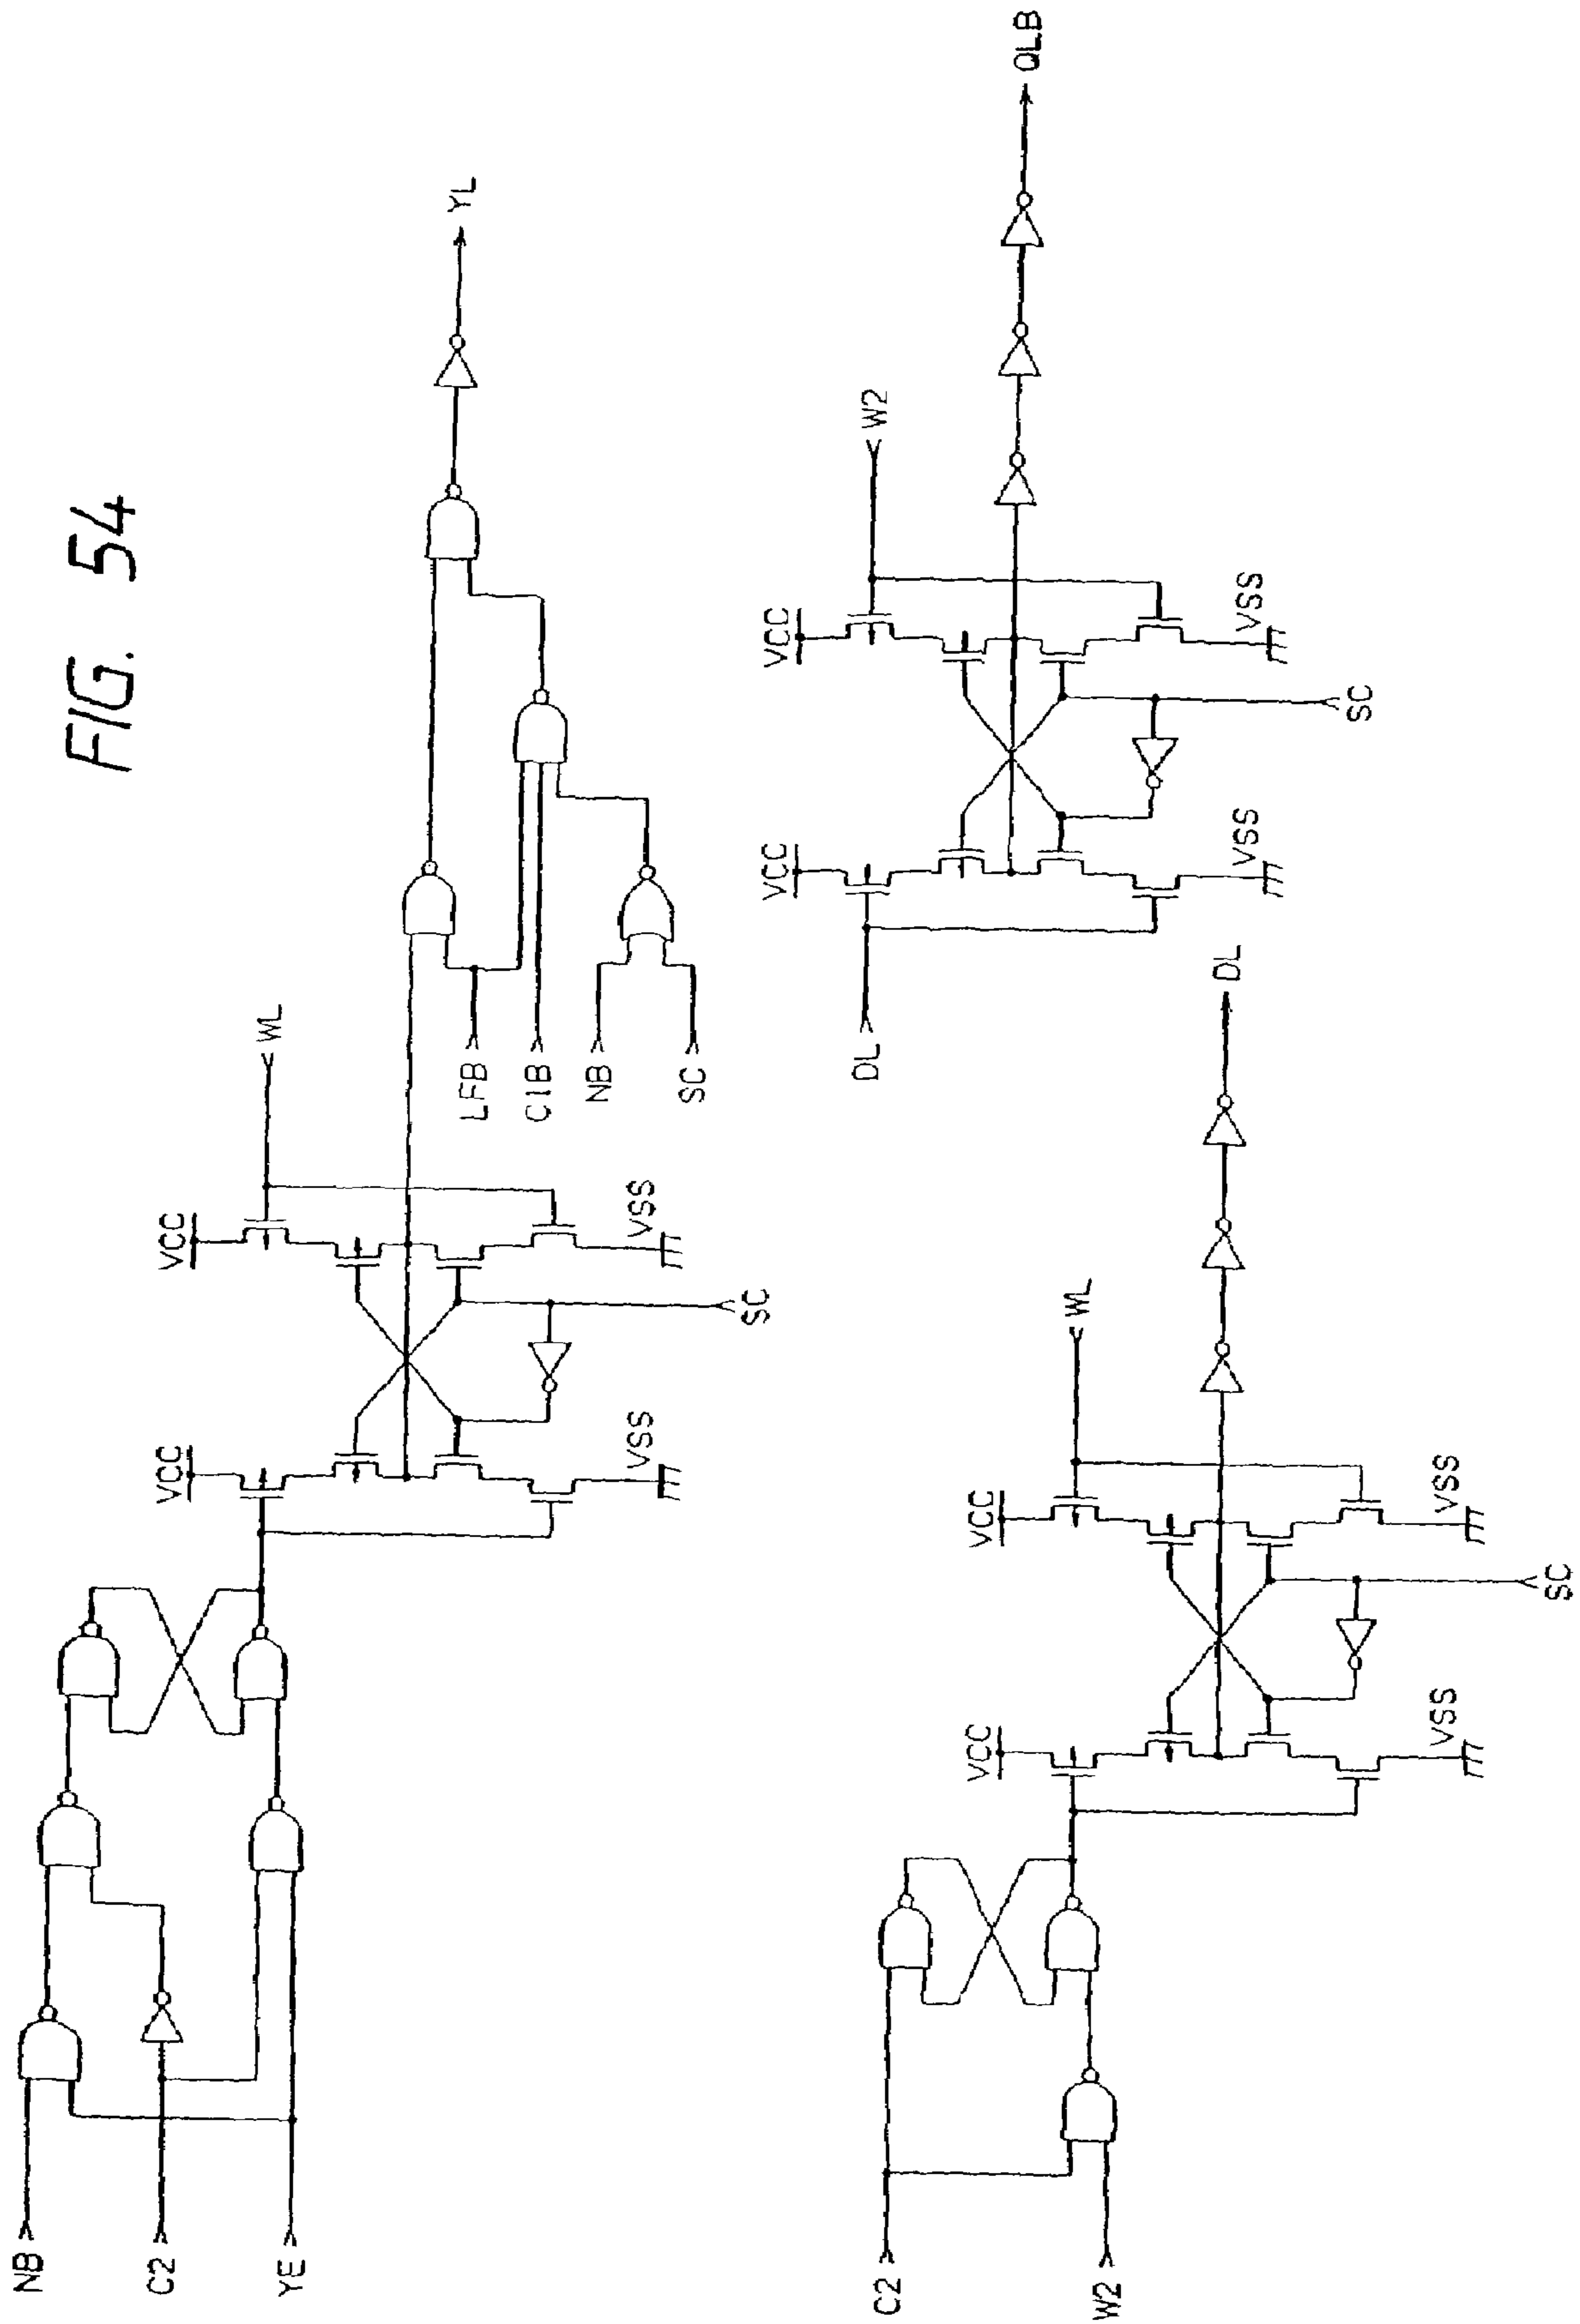 FIG. 54
NB
C2
YE
VCC
VSS
VCC
VSS
WL
SC
LFB
C1B
NB
SC
YL
C2
W2
VCC
VSS
VCC
VSS
WL
SC
DL
DL
VCC
VSS
VCC
VSS
W2
SC
QLB